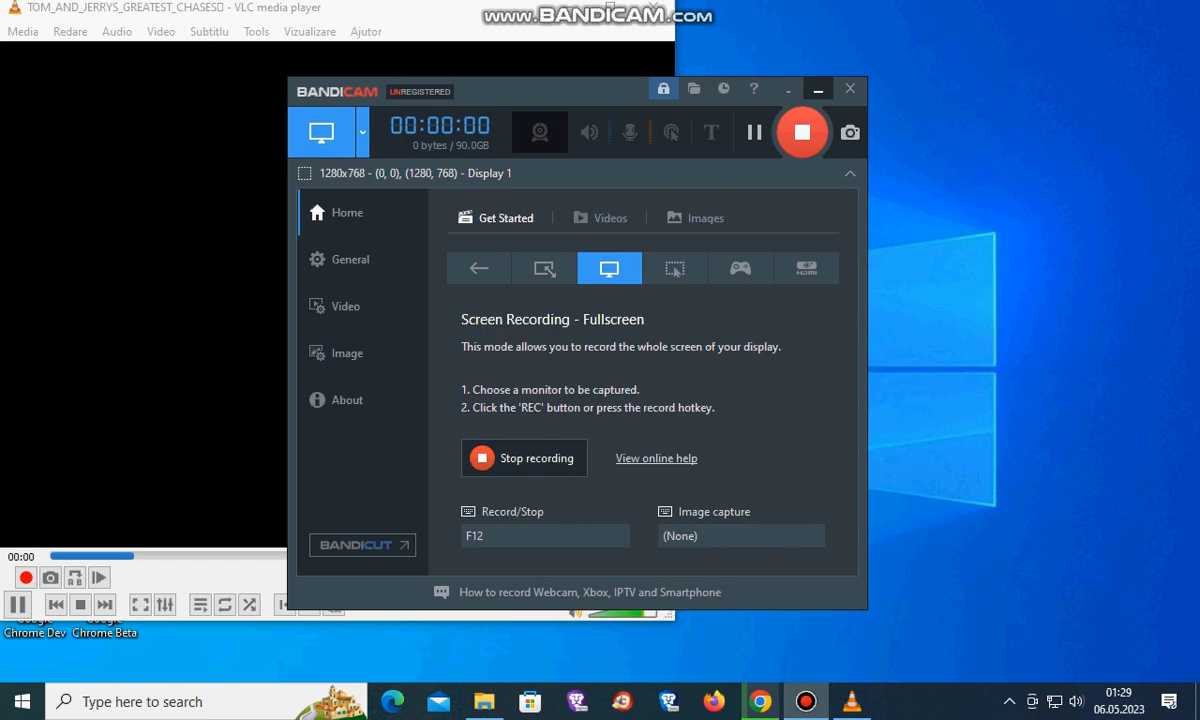 TOM_AND_JERRYS_GREATEST_CHASES - VLC media player
www.BANDICAM.com
Media Redare Audio Video Subtitlu Tools Vizualizare Ajutor
BANDICAM UNREGISTERED
?
00:00:00
0 bytes / 90.0GB
T
1280x768 - (0, 0), (1280, 768) - Display 1
Home
General
Video
Image
About
BANDICUT
Get Started
Videos
Images
HDMI
Screen Recording - Fullscreen
This mode allows you to record the whole screen of your display.
1. Choose a monitor to be captured.
2. Click the 'REC' button or press the record hotkey.
Stop recording
View online help
Record/Stop
Image capture
F12
(None)
How to record Webcam, Xbox, IPTV and Smartphone
00:00
A B
Chrome Dev
Chrome Beta
Type here to search
01:29
06.05.2023